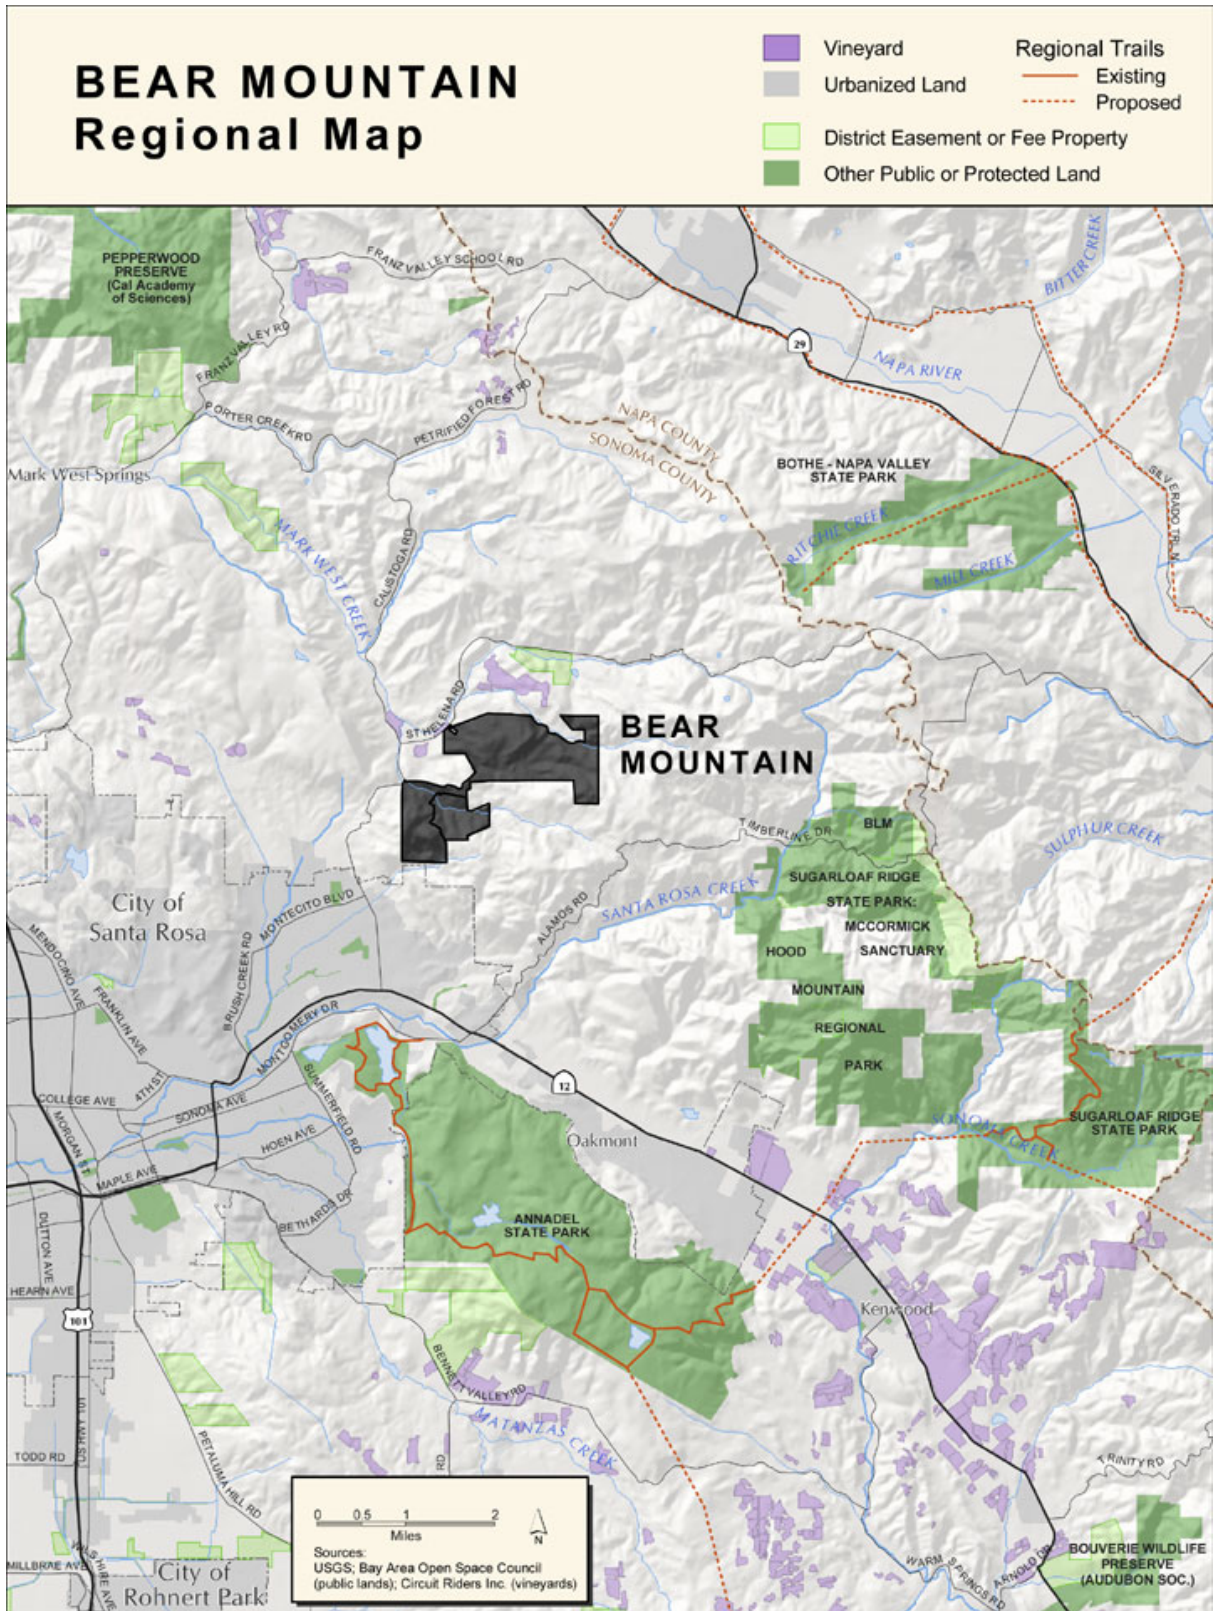 BEAR MOUNTAIN
Regional Map
Vineyard
Urbanized Land
Regional Trails
Existing
Proposed
District Easement or Fee Property
Other Public or Protected Land
PEPPERWOOD
PRESERVE
(Cal Academy
of Sciences)
FRANZ VALLEY SCHOOL RD
BITTER CREEK
29
NAPA RIVER
FRANZ VALLEY RD
PORTER CREEK RD
PETRIFIED FOREST RD
NAPA COUNTY
SONOMA COUNTY
Mark West Springs
BOTHE - NAPA VALLEY
STATE PARK
SILVERADO TRL N
RITCHIE CREEK
MILL CREEK
MARK WEST CREEK
CALISTOGA RD
ST HELENA RD
BEAR
MOUNTAIN
TIMBERLINE DR
BLM
SULPHUR CREEK
SUGARLOAF RIDGE
STATE PARK:
MCCORMICK
SANCTUARY
SANTA ROSA CREEK
ALAMOS RD
City of
Santa Rosa
MONTECITO BLVD
BRUSH CREEK RD
MENDOCINO AVE
FRANKLIN AVE
HOOD
MOUNTAIN
REGIONAL
PARK
MONTGOMERY DR
SUMMERFIELD RD
4TH ST
COLLEGE AVE
SONOMA AVE
HOEN AVE
MORGAN ST
MAPLE AVE
BETHARDS DR
12
Oakmont
SONOMA CREEK
SUGARLOAF RIDGE
STATE PARK
ANNADEL
STATE PARK
DUTTON AVE
HEARN AVE
101
US HWY 101
Kenwood
BENNETT VALLEY RD
MATANZAS CREEK
TODD RD
PETALUMA HILL RD
RD
TRINITY RD
0 0.5 1 2
Miles
N
Sources:
USGS; Bay Area Open Space Council
(public lands); Circuit Riders Inc. (vineyards)
MILLBRAE AVE
WILSHIRE AVE
City of
Rohnert Park
WARM SPRINGS RD
ARNOLD DR
BOUVERIE WILDLIFE
PRESERVE
(AUDUBON SOC.)